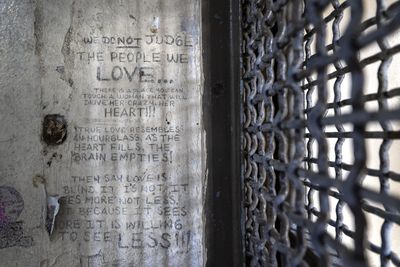 WE DO NOT JUDGE
THE PEOPLE WE
LOVE...
THERE IS A PLACE YOU CAN
TOUCH A WOMAN THAT WILL
DRIVE HER CRAZY. HER
HEART!!!
TRUE LOVE RESEMBLES
AN HOURGLASS, AS THE
HEART FILLS, THE
BRAIN EMPTIES!
THEN SAW LOVE IS
BLIND IT IS NOT, IT
SEES MORE NOT LESS,
BECAUSE IT SEES
MORE IT IS WILLING
TO SEE LESS!!!